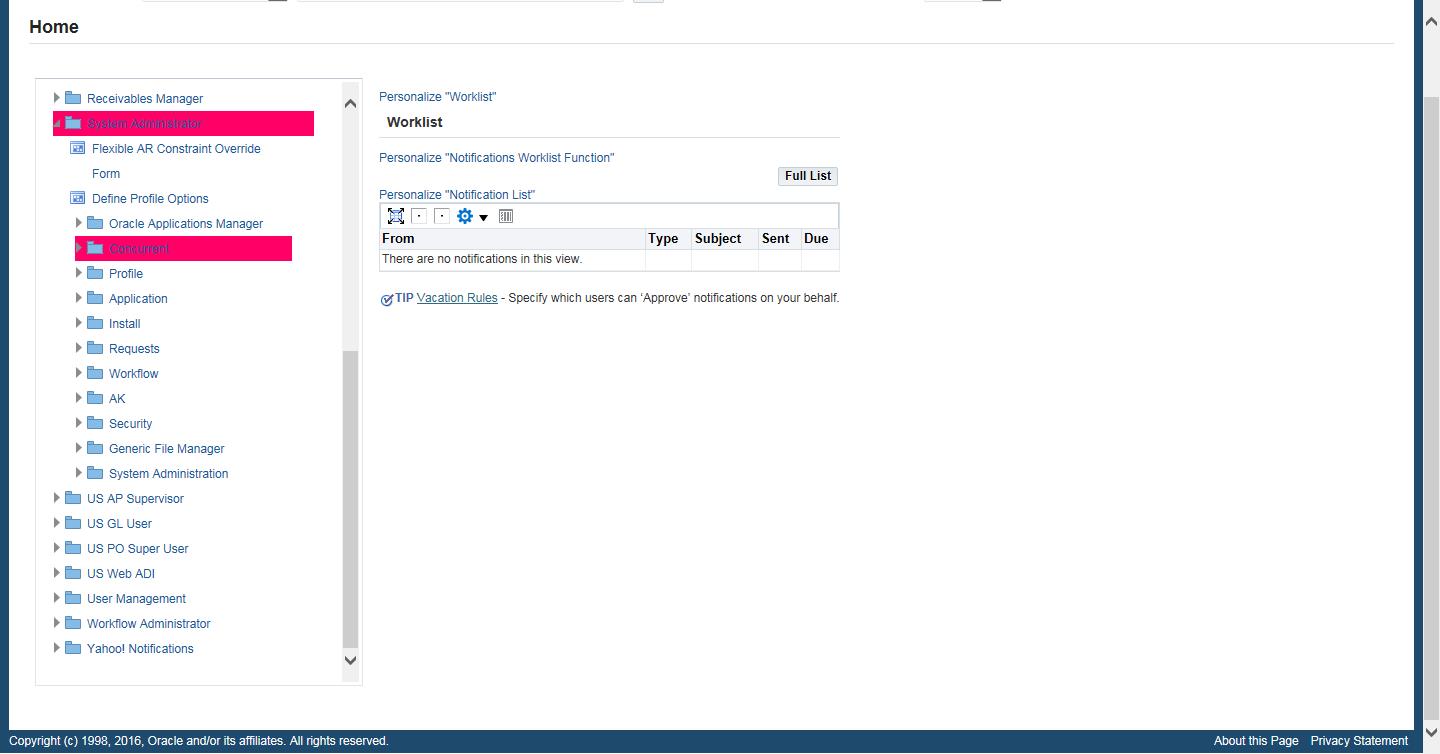 Home
Receivables Manager
System Administrator
Flexible AR Constraint Override
Form
Define Profile Options
Oracle Applications Manager
Concurrent
Profile
Application
Install
Requests
Workflow
AK
Security
Generic File Manager
System Administration
US AP Supervisor
US GL User
US PO Super User
US Web ADI
User Management
Workflow Administrator
Yahoo! Notifications
Personalize "Worklist"
Worklist
Personalize "Notifications Worklist Function"
Full List
Personalize "Notification List"
From Type Subject Sent Due
There are no notifications in this view.
TIP Vacation Rules - Specify which users can ‘Approve’ notifications on your behalf.
Copyright (c) 1998, 2016, Oracle and/or its affiliates. All rights reserved.
About this Page Privacy Statement